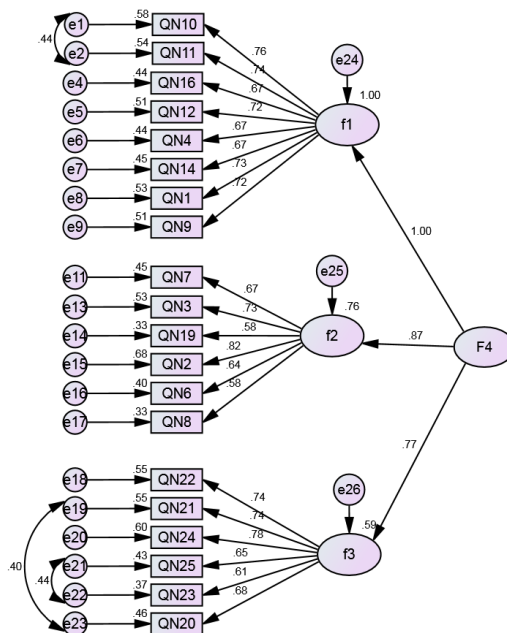 e1 .58 QN10
.44 e2 .54 QN11 .76 e24
.74
e4 .44 QN16 .67 1.00
e5 .51 QN12 .72 f1
e6 .44 QN4 .67
.67
e7 .45 QN14 .73
e8 .53 QN1 .72
e9 .51 QN9
1.00
e11 .45 QN7 e25
.67
e13 .53 QN3 .73 .76
e14 .33 QN19 .58 f2 .87 F4
e15 .68 QN2 .82
e16 .40 QN6 .64
.58
e17 .33 QN8
.77
e18 .55 QN22 e26
.74
e19 .55 QN21 .74 .59
e20 .60 QN24 .78 f3
.40 e21 .43 QN25 .65
.44 e22 .37 QN23 .61
.68
e23 .46 QN20